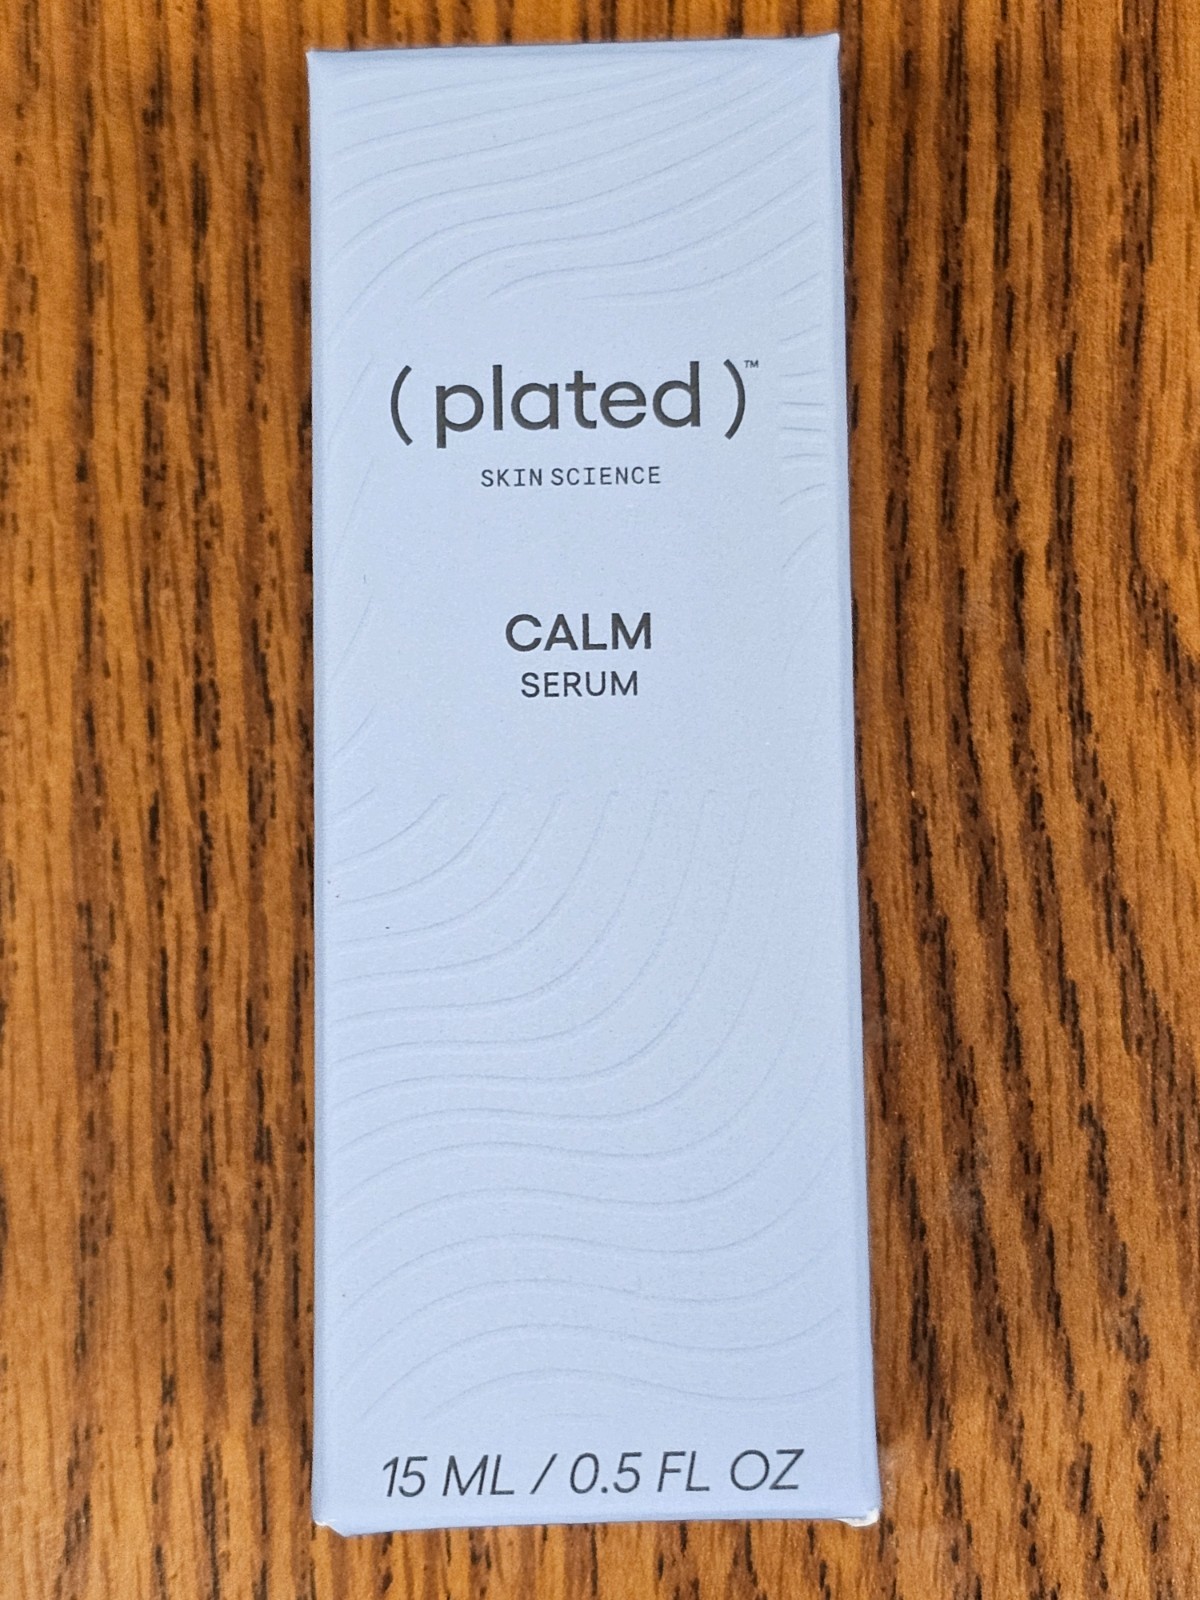 ( plated )™
SKIN SCIENCE
CALM
SERUM
15 ML / 0.5 FL OZ